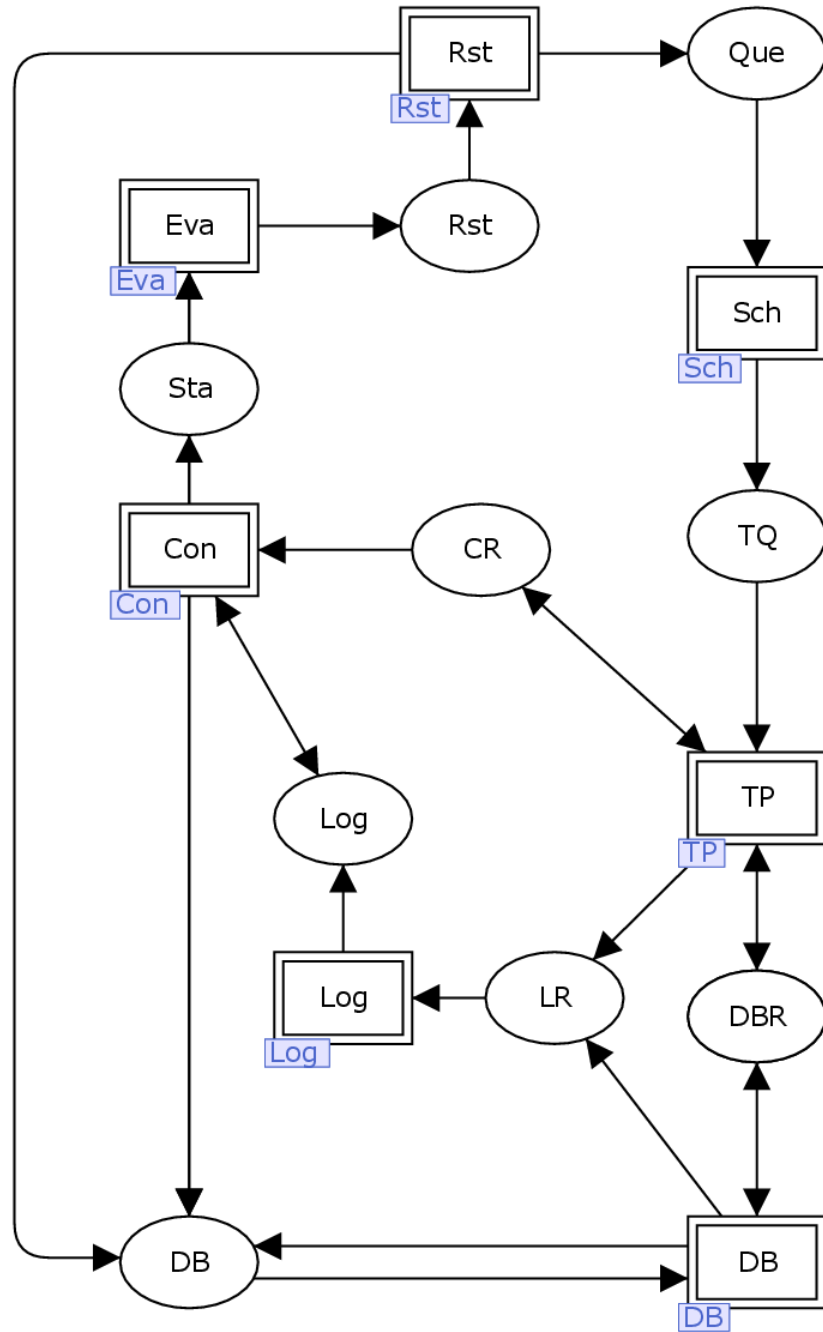 Rst
Que
Rst
Eva
Rst
Eva
Sch
Sch
Sta
Con
CR
TQ
Con
TP
Log
TP
Log
LR
DBR
Log
DB
DB
DB